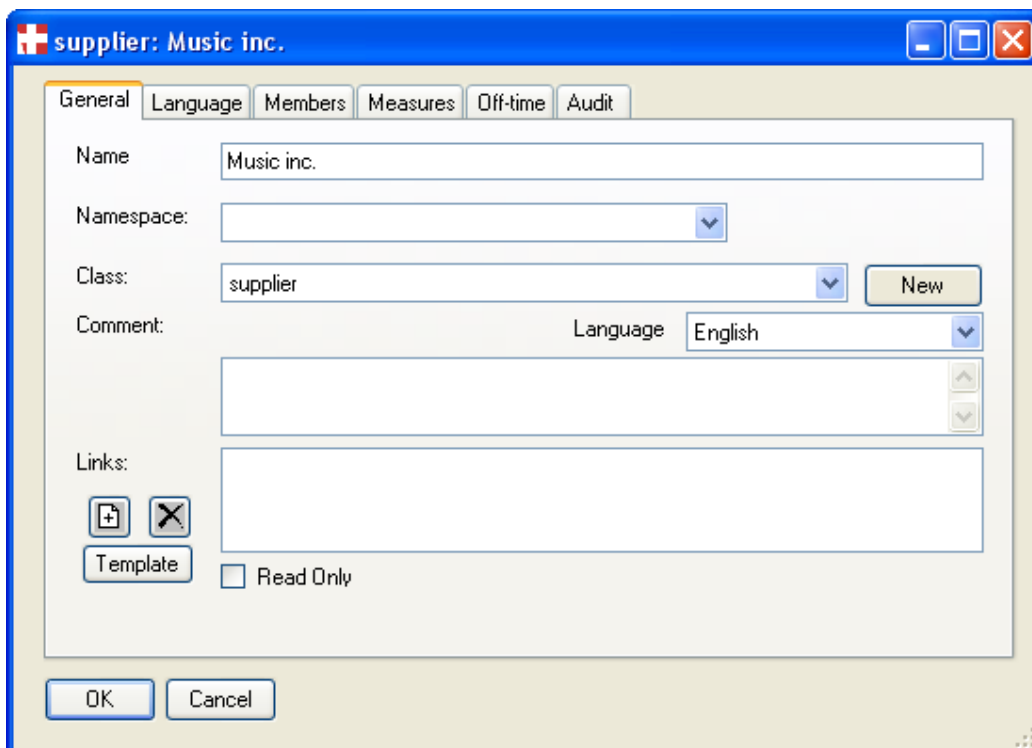 supplier: Music inc.
General Language Members Measures Off-time Audit
Name Music inc.
Namespace:
Class: supplier New
Comment: Language English
Links:
Template
Read Only
OK Cancel